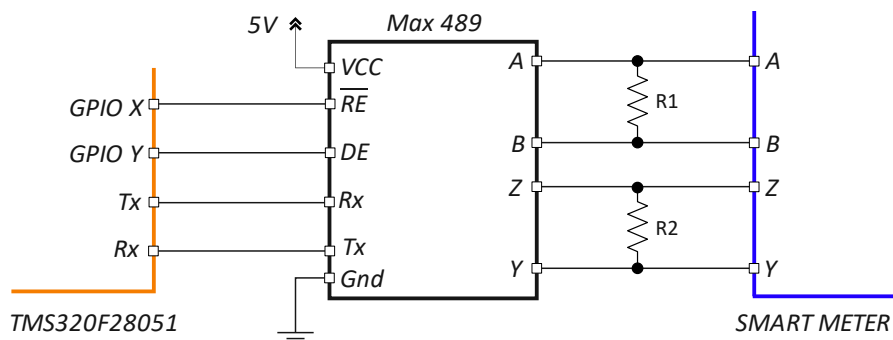 5V
Max 489
VCC
A
A
GPIO X
RE
R1
GPIO Y
DE
B
B
Z
Z
Tx
Rx
R2
Rx
Tx
Gnd
Y
Y
TMS320F28051
SMART METER